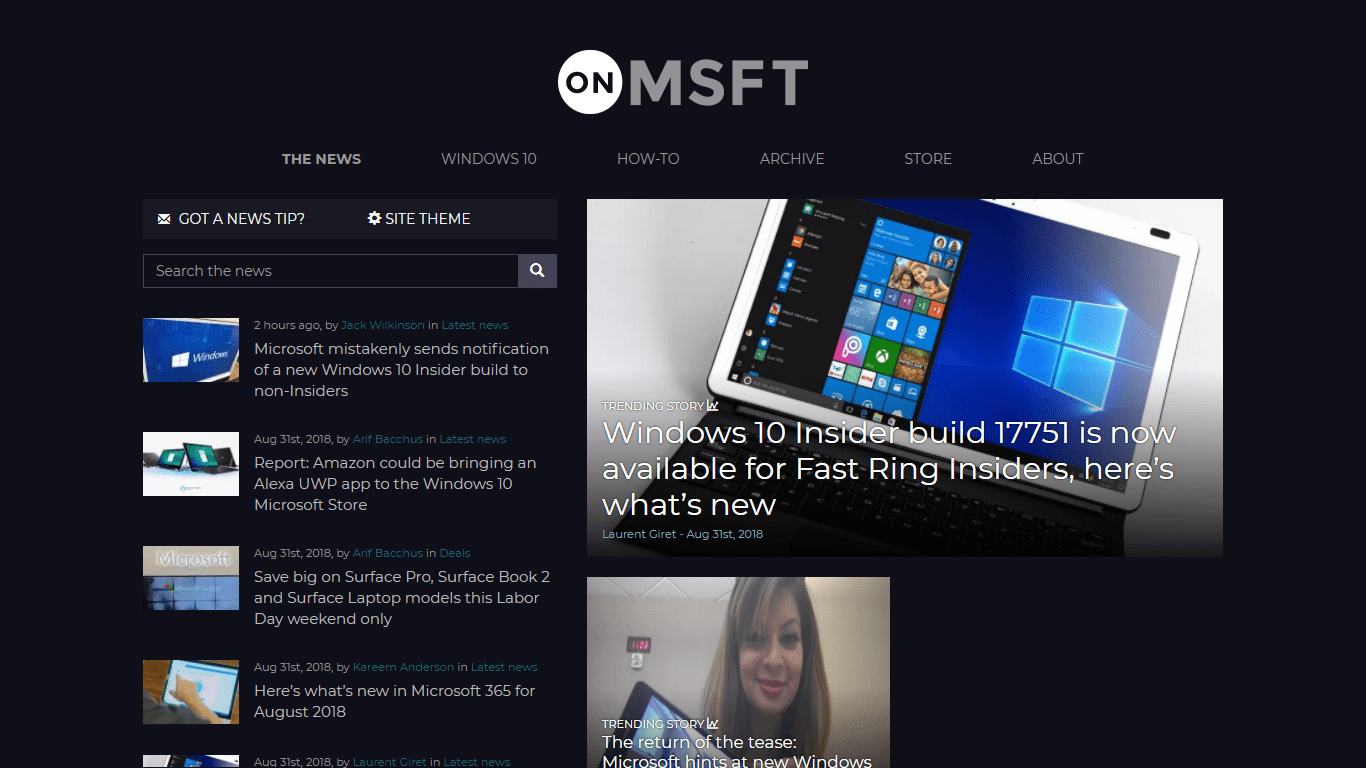 ON MSFT
THE NEWS
WINDOWS 10
HOW-TO
ARCHIVE
STORE
ABOUT
GOT A NEWS TIP?
SITE THEME
Search the news
2 hours ago, by Jack Wilkinson in Latest news
Microsoft mistakenly sends notification
of a new Windows 10 Insider build to
non-Insiders
Aug 31st, 2018, by Arif Bacchus in Latest news
Report: Amazon could be bringing an
Alexa UWP app to the Windows 10
Microsoft Store
Aug 31st, 2018, by Arif Bacchus in Deals
Save big on Surface Pro, Surface Book 2
and Surface Laptop models this Labor
Day weekend only
Aug 31st, 2018, by Kareem Anderson in Latest news
Here’s what’s new in Microsoft 365 for
August 2018
Aug 31st, 2018, by Laurent Giret in Latest news
Windows
Microsoft
TRENDING STORY
Windows 10 Insider build 17751 is now
available for Fast Ring Insiders, here’s
what’s new
Laurent Giret - Aug 31st, 2018
11:03
TRENDING STORY
The return of the tease:
Microsoft hints at new Windows